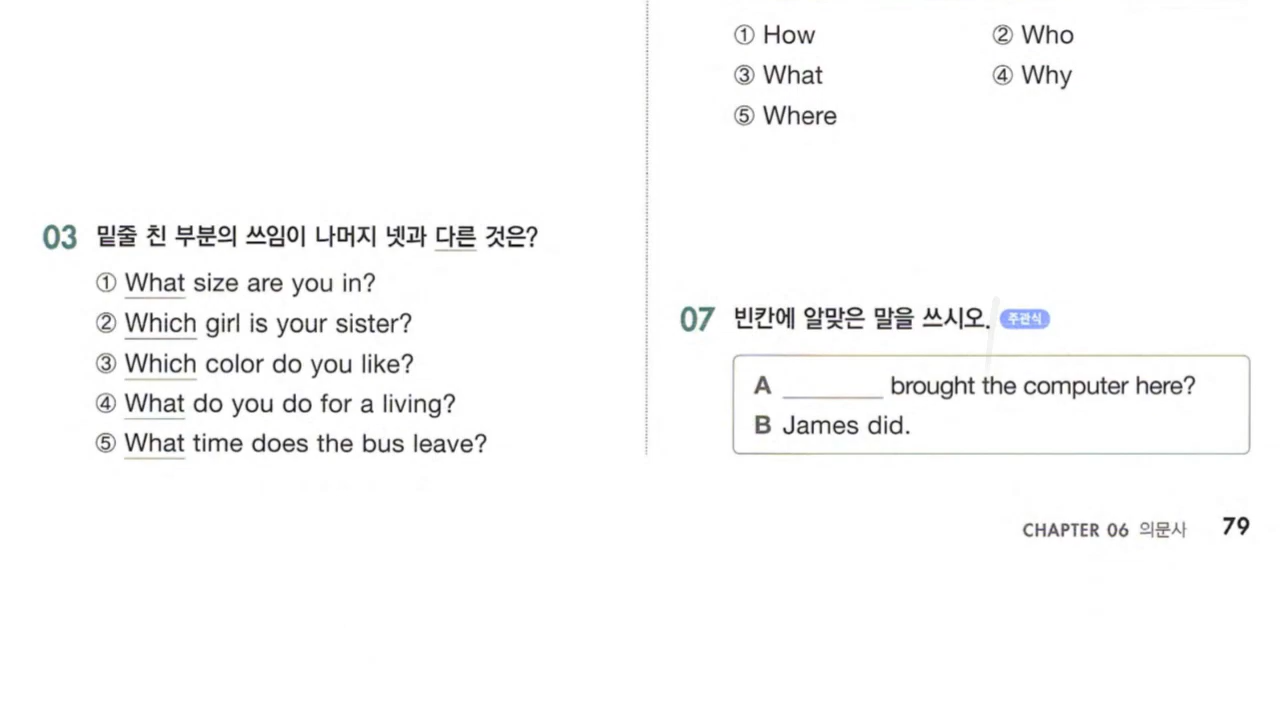 03 밑줄 친 부분의 쓰임이 나머지 넷과 다른 것은?
① What size are you in?
② Which girl is your sister?
③ Which color do you like?
④ What do you do for a living?
⑤ What time does the bus leave?
① How ② Who
③ What ④ Why
⑤ Where
07 빈칸에 알맞은 말을 쓰시오. 주관식
A ________ brought the computer here?
B James did.
CHAPTER 06 의문사 79